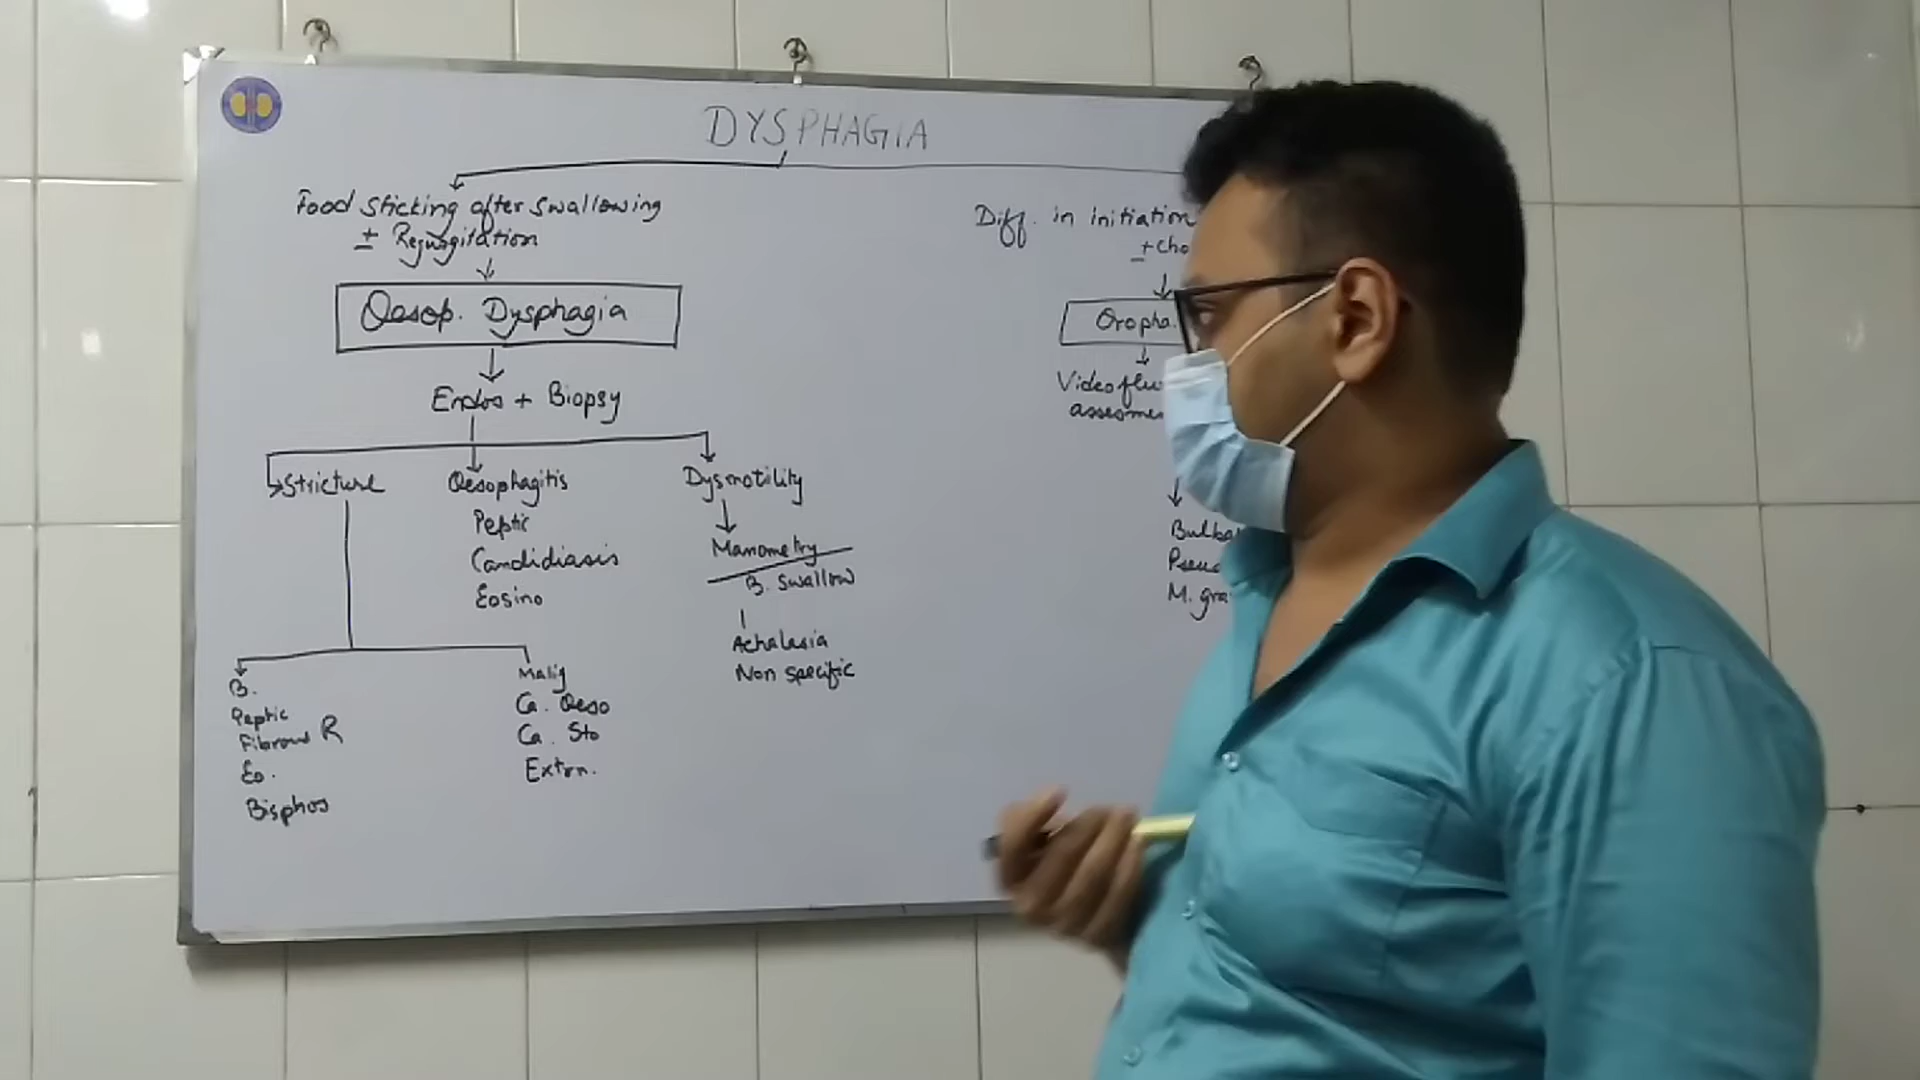 DYSPHAGIA
Food sticking after swallowing
± Regurgitation
Oesop. Dysphagia
Endos + Biopsy
Stricture
Oesophagitis
Peptic
Candidiasis
Eosino
Dysmotility
Manometry
B. swallow
Achalasia
Non specific
B.
Peptic
Fibrous R
Eo.
Bisphos
Malig
Ca. Oeso
Ca. Sto
Extrn.
Diff. in initiation
± Cho
Oropha.
Videoflu
assesme
Bulba
Pseu
M. gra